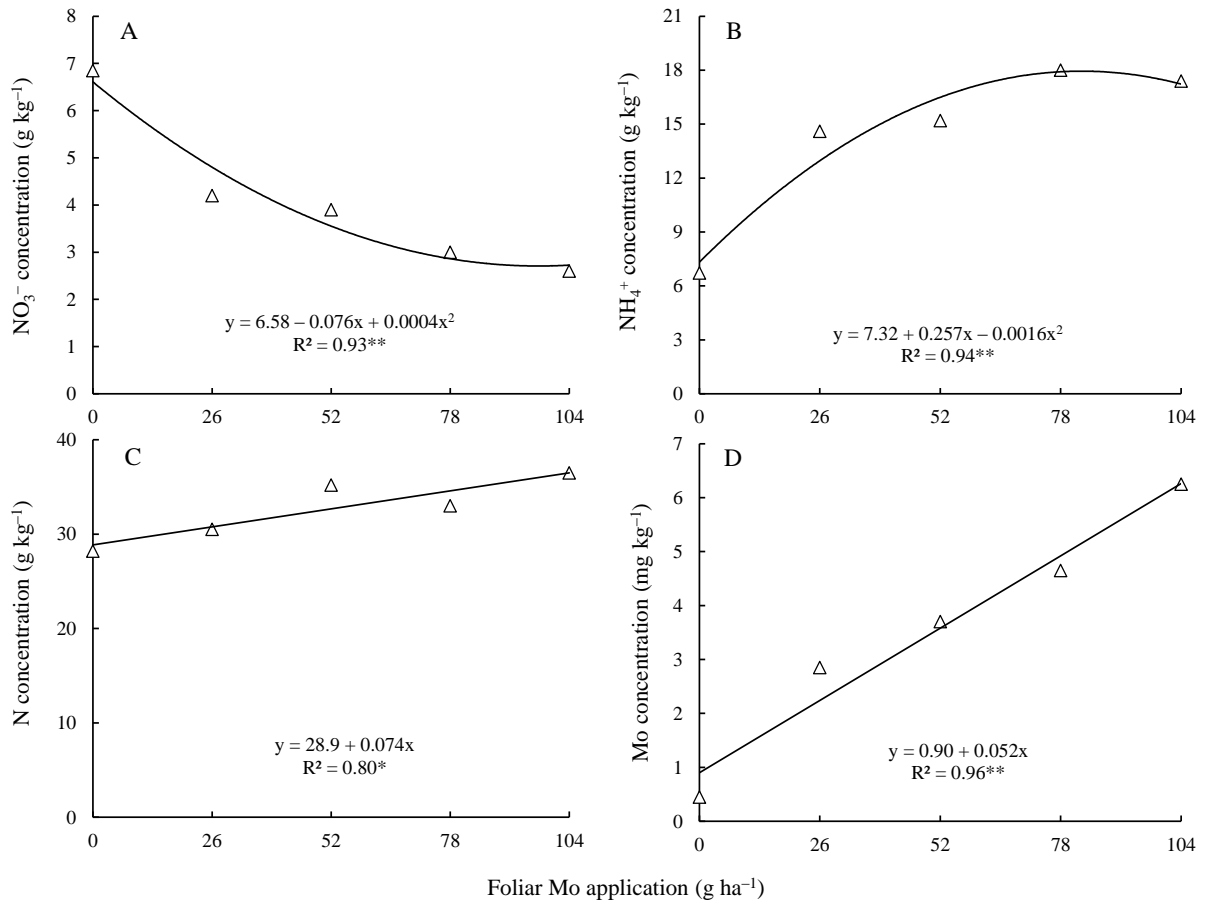 A
NO₃⁻ concentration (g kg⁻¹)
8
7
6
5
4
3
2
1
0
y = 6.58 – 0.076x + 0.0004x²
R² = 0.93**
0 26 52 78 104
B
NH₄⁺ concentration (g kg⁻¹)
21
18
15
12
9
6
3
0
y = 7.32 + 0.257x – 0.0016x²
R² = 0.94**
0 26 52 78 104
C
N concentration (g kg⁻¹)
40
30
20
10
0
y = 28.9 + 0.074x
R² = 0.80*
0 26 52 78 104
D
Mo concentration (mg kg⁻¹)
7
6
5
4
3
2
1
0
y = 0.90 + 0.052x
R² = 0.96**
0 26 52 78 104
Foliar Mo application (g ha⁻¹)